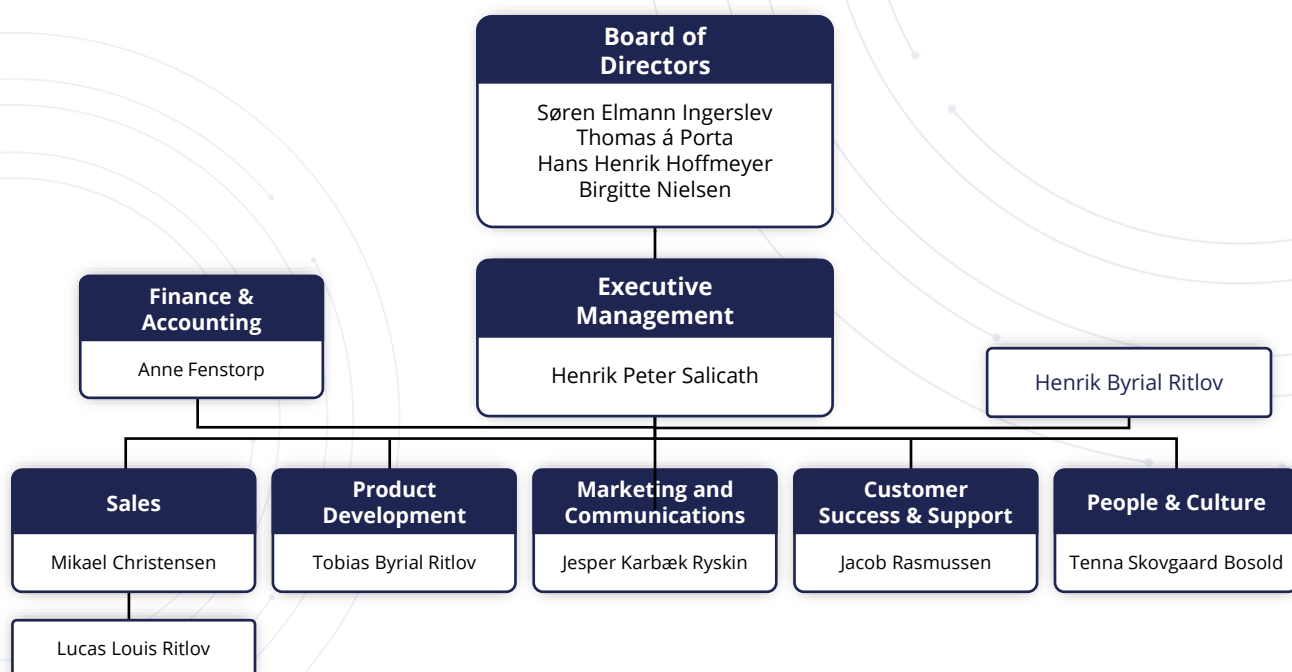 Board of
Directors
Søren Elmann Ingerslev
Thomas á Porta
Hans Henrik Hoffmeyer
Birgitte Nielsen
Executive
Management
Henrik Peter Salicath
Finance &
Accounting
Anne Fenstorp
Henrik Byrial Ritlov
Sales
Mikael Christensen
Lucas Louis Ritlov
Product
Development
Tobias Byrial Ritlov
Marketing and
Communications
Jesper Karbæk Ryskin
Customer
Success & Support
Jacob Rasmussen
People & Culture
Tenna Skovgaard Bosold